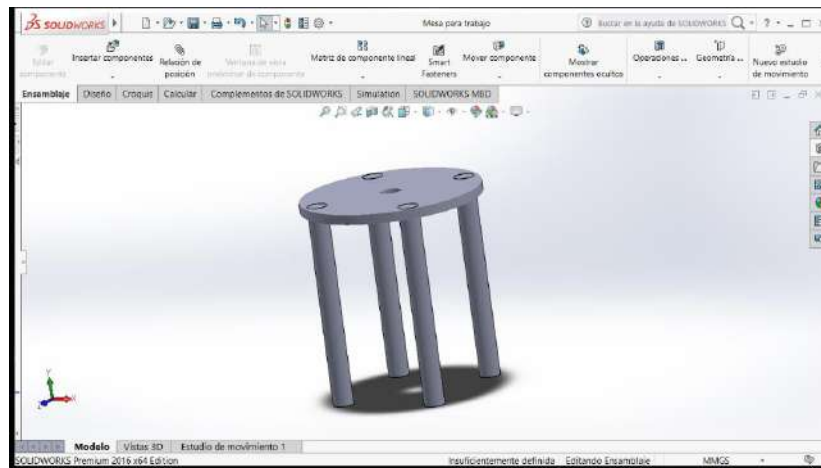 SOLIDWORKS
Mesa para trabajo
Buscar en la ayuda de SOLIDWORKS
Editar componente
Insertar componentes
Relación de posición
Matriz de componente lineal
Smart Fasteners
Mover componente
Mostrar componentes ocultos
Operaciones ...
Geometría ...
Nuevo estudio de movimiento
Ensamblaje Diseño Croquis Calcular Complementos de SOLIDWORKS Simulation SOLIDWORKS MBD
Y
X
Z
Modelo Vistas 3D Estudio de movimiento 1
SOLIDWORKS Premium 2016 x64 Edition Insuficientemente definida Editando Ensamblaje MMGS